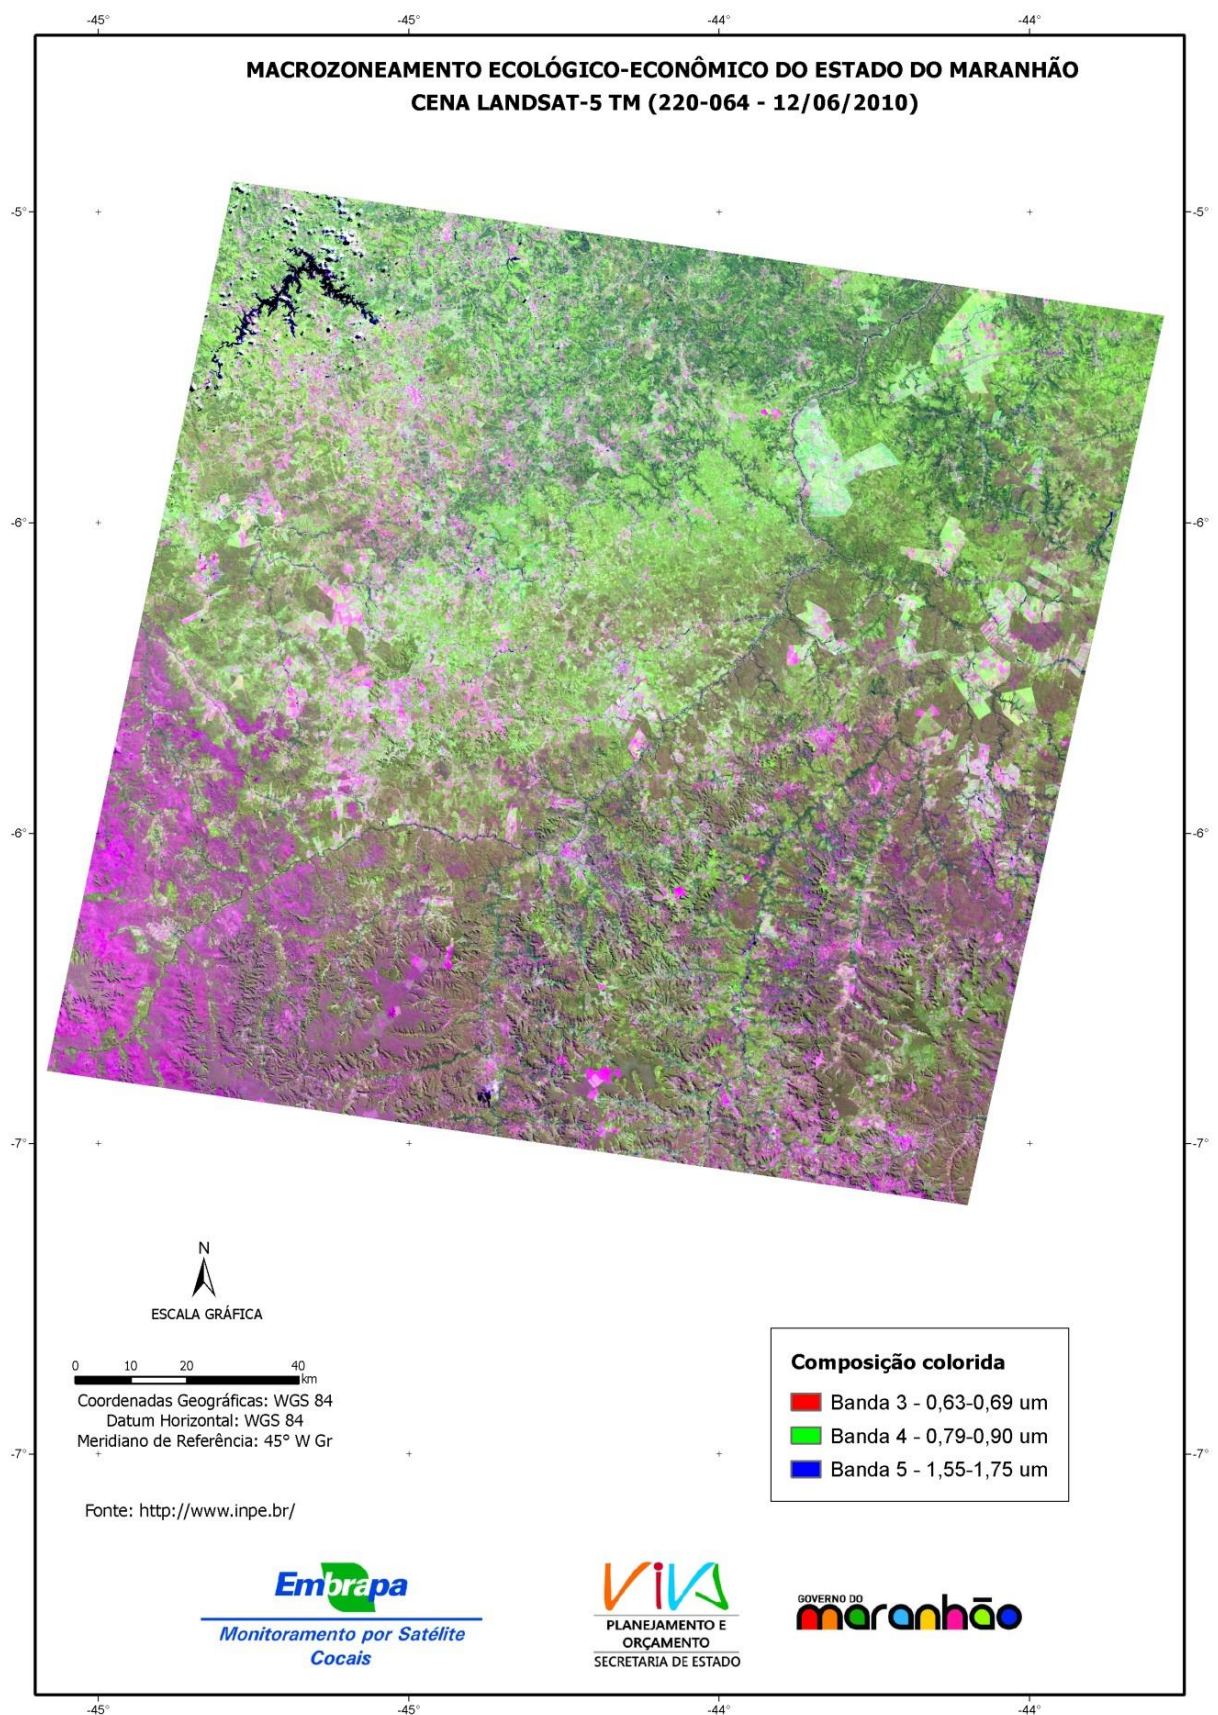 -45° -45° -44° -44°
MACROZONEAMENTO ECOLÓGICO-ECONÔMICO DO ESTADO DO MARANHÃO
CENA LANDSAT-5 TM (220-064 - 12/06/2010)
-5° -5°
-6° -6°
-6° -6°
-7° -7°
N
ESCALA GRÁFICA
0 10 20 40
km
Coordenadas Geográficas: WGS 84
Datum Horizontal: WGS 84
Meridiano de Referência: 45° W Gr
Composição colorida
Banda 3 - 0,63-0,69 um
Banda 4 - 0,79-0,90 um
Banda 5 - 1,55-1,75 um
-7° -7°
Fonte: http://www.inpe.br/
Embrapa
Monitoramento por Satélite
Cocais
VIVA
PLANEJAMENTO E
ORÇAMENTO
SECRETARIA DE ESTADO
GOVERNO DO
maranhão
-45° -45° -44° -44°